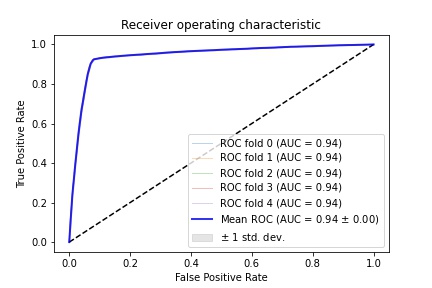 Receiver operating characteristic
1.0
0.8
0.6
0.4
0.2
0.0
True Positive Rate
ROC fold 0 (AUC = 0.94)
ROC fold 1 (AUC = 0.94)
ROC fold 2 (AUC = 0.94)
ROC fold 3 (AUC = 0.94)
ROC fold 4 (AUC = 0.94)
Mean ROC (AUC = 0.94 ± 0.00)
± 1 std. dev.
0.0 0.2 0.4 0.6 0.8 1.0
False Positive Rate